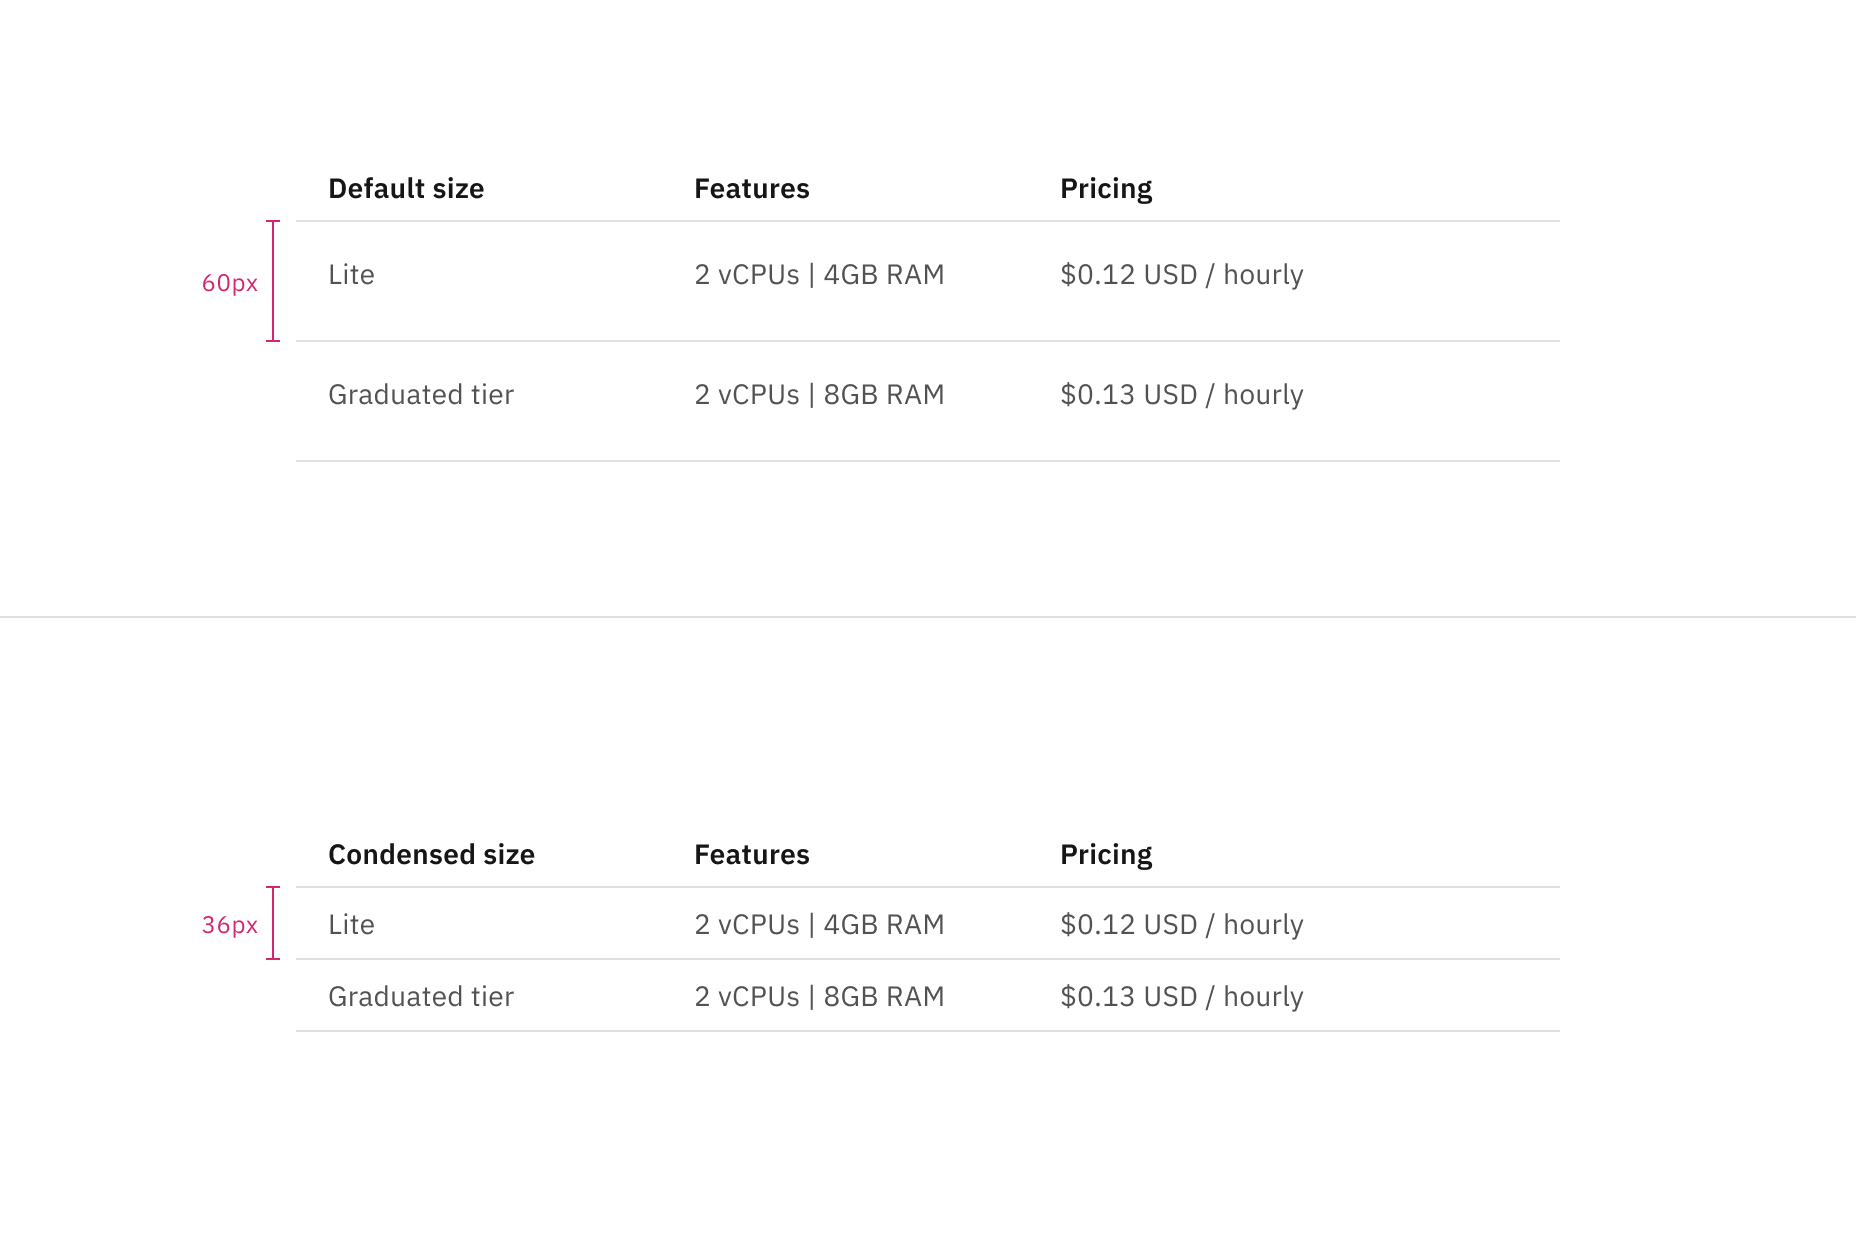 Default size Features Pricing
60px
Lite 2 vCPUs | 4GB RAM $0.12 USD / hourly
Graduated tier 2 vCPUs | 8GB RAM $0.13 USD / hourly
Condensed size Features Pricing
36px
Lite 2 vCPUs | 4GB RAM $0.12 USD / hourly
Graduated tier 2 vCPUs | 8GB RAM $0.13 USD / hourly